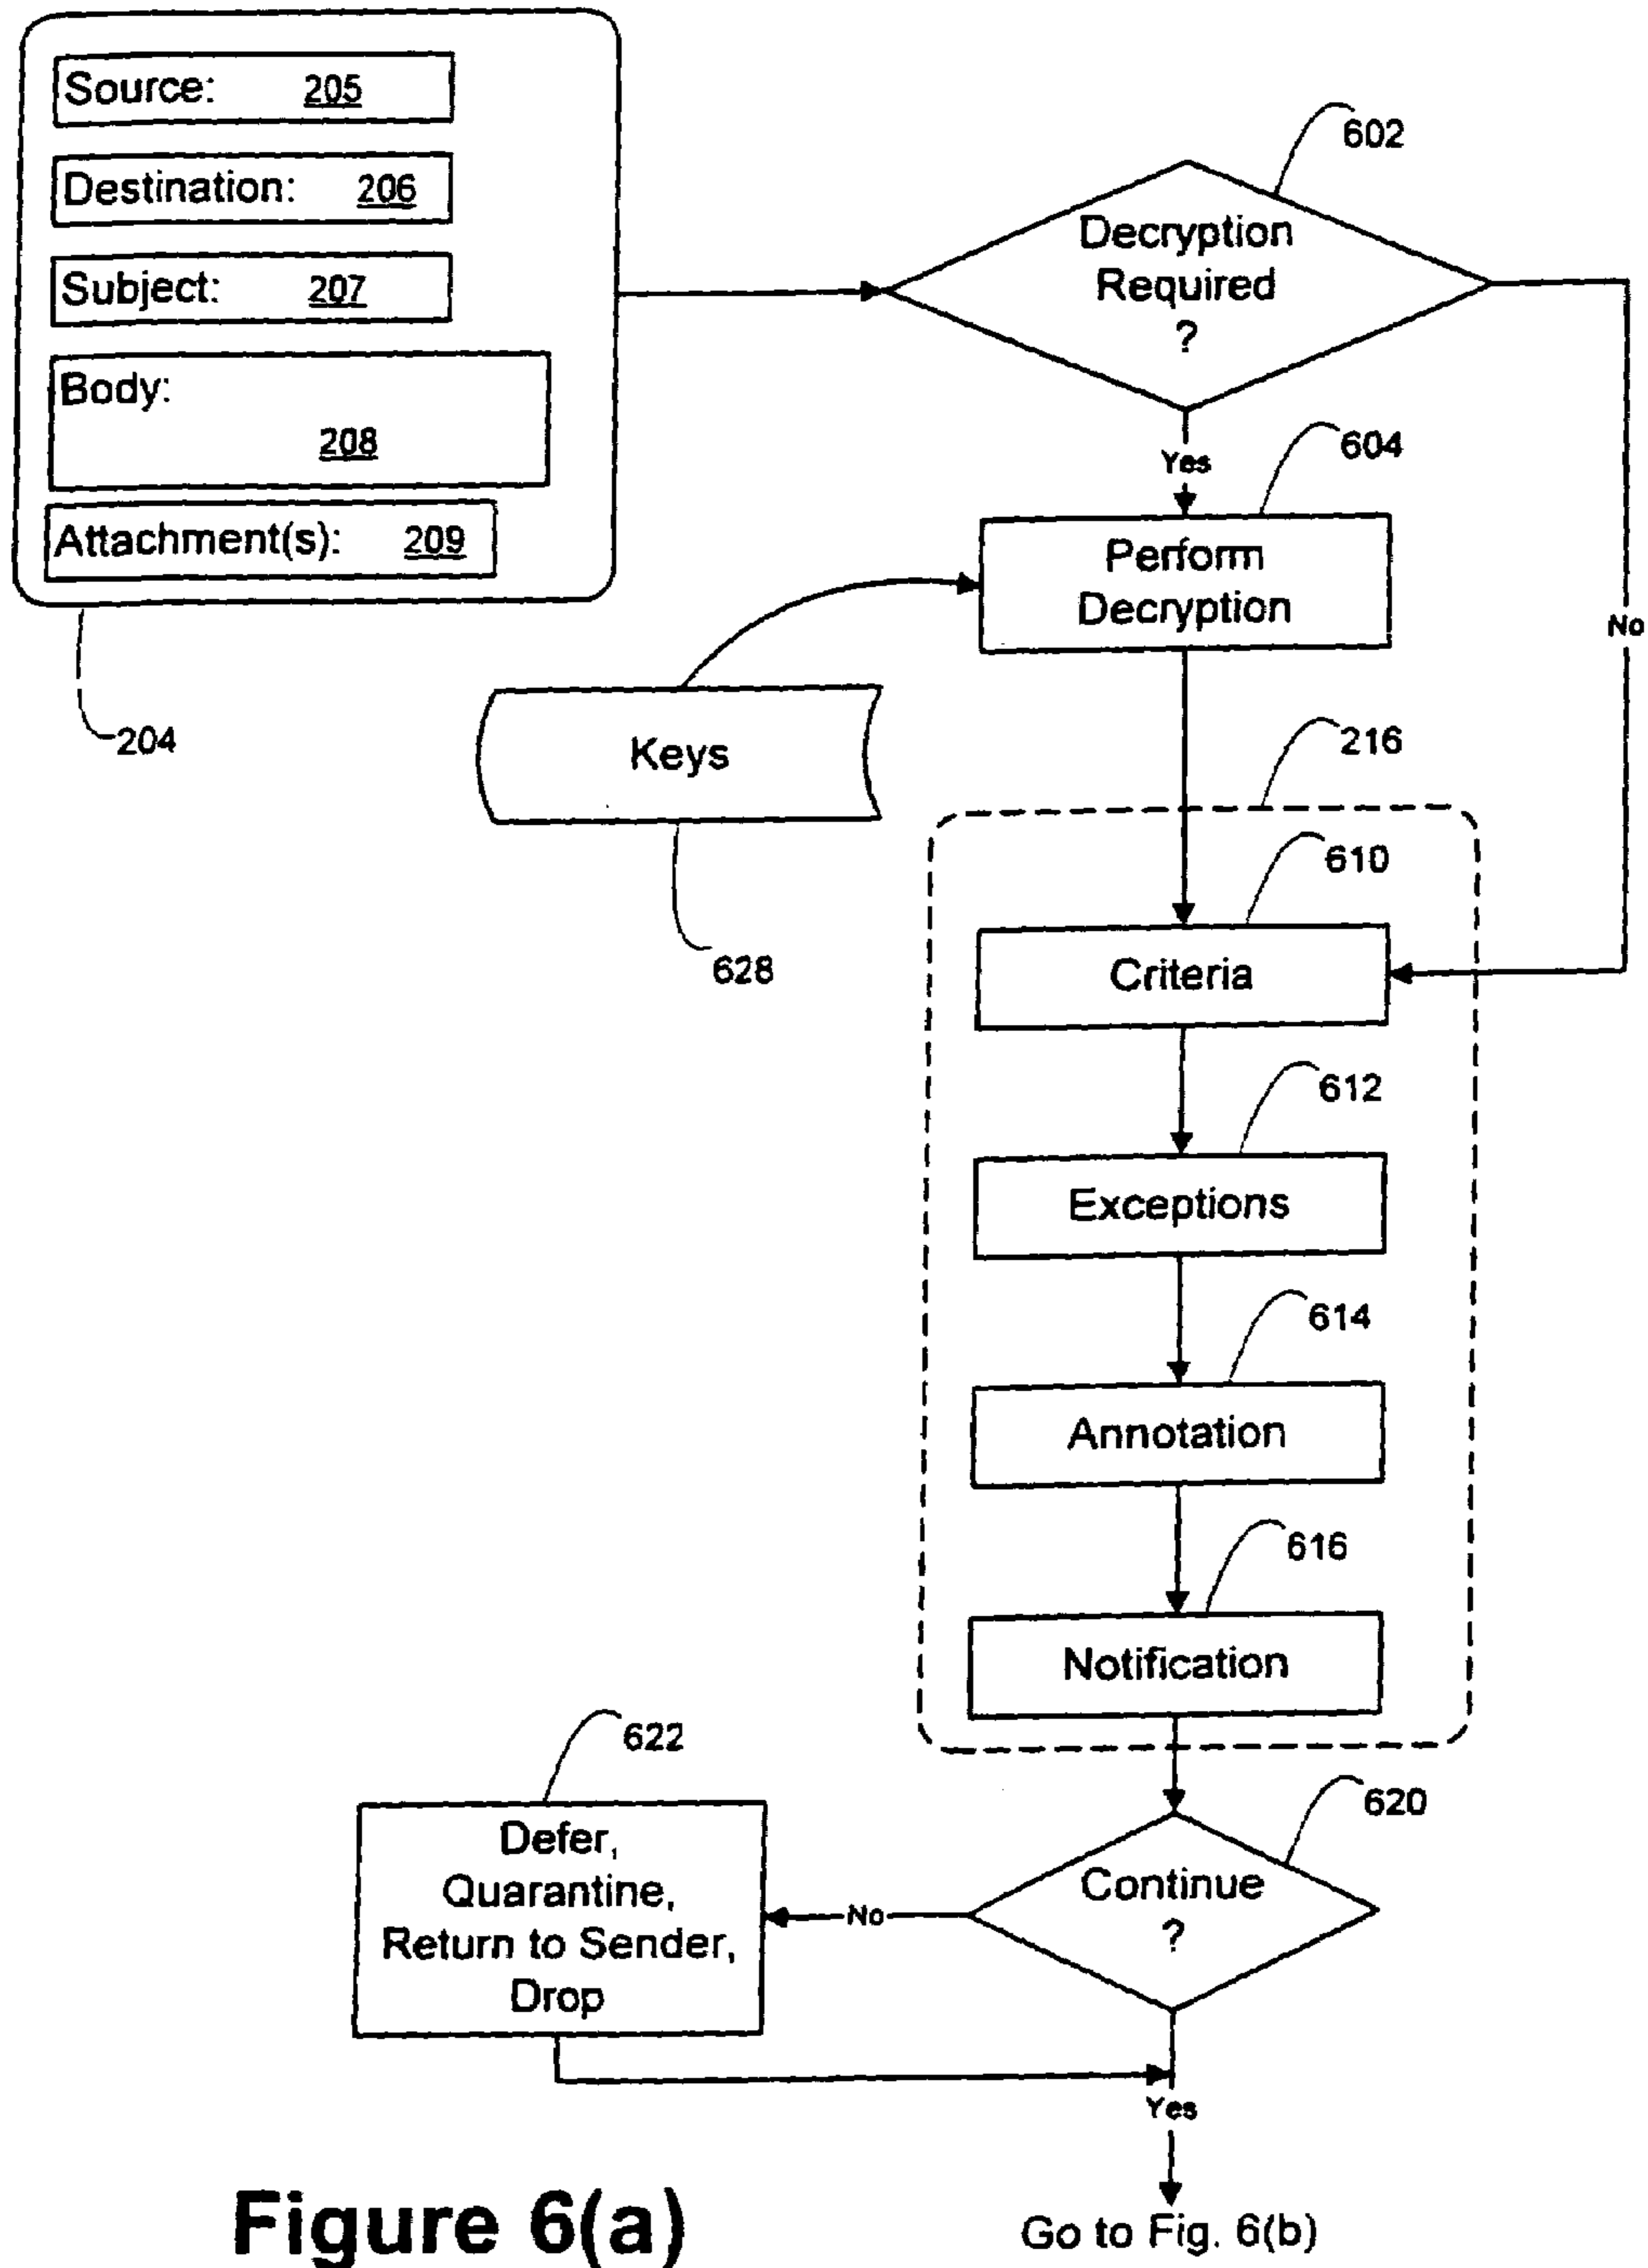 Source: 205
Destination: 206
Subject: 207
Body:
208
Attachment(s): 209
204
602
Decryption
Required
?
Yes
No
604
Perform
Decryption
Keys
628
216
610
Criteria
612
Exceptions
614
Annotation
616
Notification
620
Continue
?
No
622
Defer,
Quarantine,
Return to Sender,
Drop
Yes
Go to Fig. 6(b)
Figure 6(a)